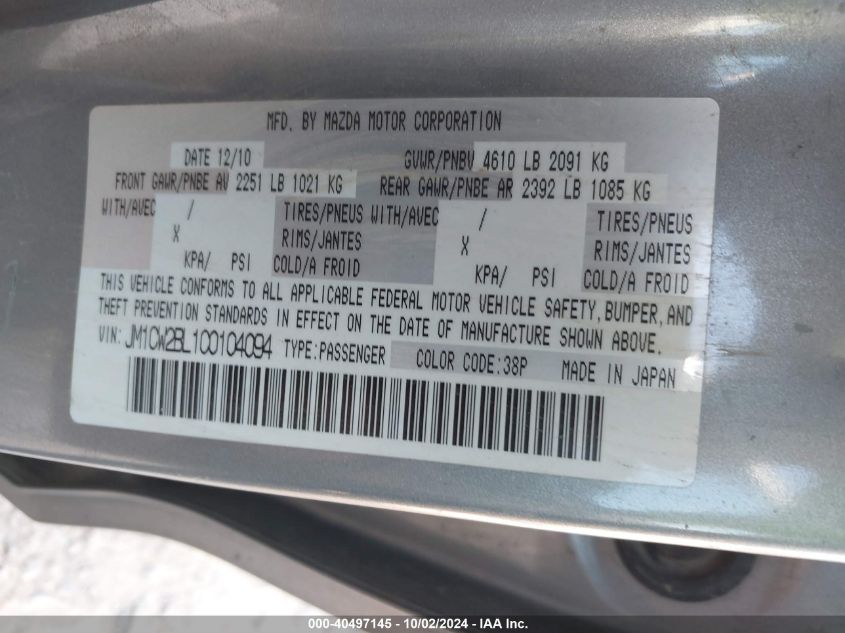 MFD. BY MAZDA MOTOR CORPORATION
DATE 12/10 GVWR/PNBV 4610 LB 2091 KG
FRONT GAWR/PNBE AV 2251 LB 1021 KG REAR GAWR/PNBE AR 2392 LB 1085 KG
WITH/AVEC / TIRES/PNEUS WITH/AVEC / TIRES/PNEUS
X RIMS/JANTES X RIMS/JANTES
KPA/ PSI COLD/A FROID KPA/ PSI COLD/A FROID
THIS VEHICLE CONFORMS TO ALL APPLICABLE FEDERAL MOTOR VEHICLE SAFETY, BUMPER, AND
THEFT PREVENTION STANDARDS IN EFFECT ON THE DATE OF MANUFACTURE SHOWN ABOVE.
VIN: JM1CW2BL1C0104094 TYPE:PASSENGER COLOR CODE:38P MADE IN JAPAN
000-40497145 - 10/02/2024 - IAA Inc.